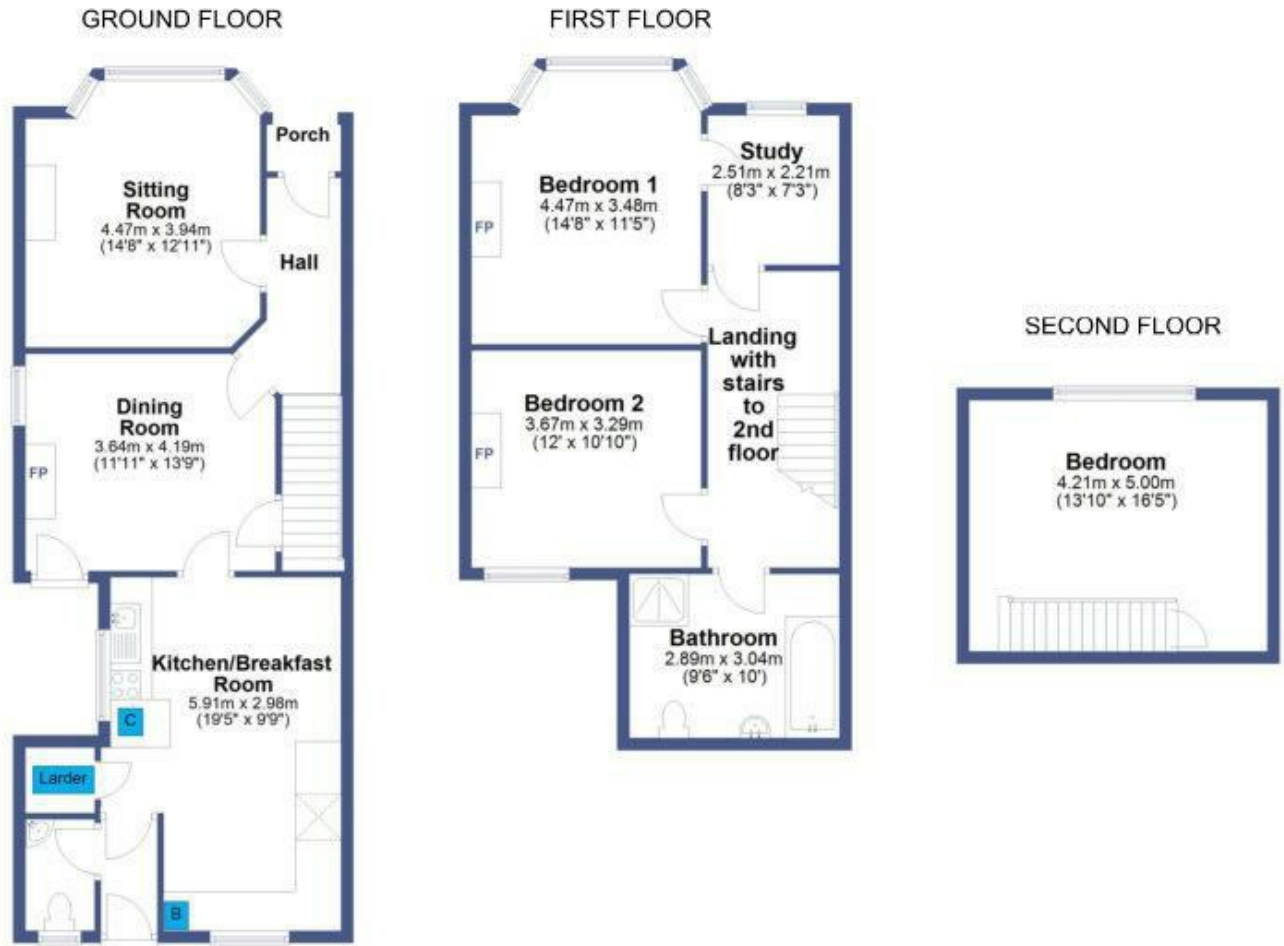 GROUND FLOOR
Porch
Sitting
Room
4.47m x 3.94m
(14'8" x 12'11")
Hall
Dining
Room
3.64m x 4.19m
(11'11" x 13'9")
FP
Kitchen/Breakfast
Room
5.91m x 2.98m
(19'5" x 9'9")
C
Larder
B
FIRST FLOOR
Study
2.51m x 2.21m
(8'3" x 7'3")
Bedroom 1
4.47m x 3.48m
(14'8" x 11'5")
FP
Landing
with
stairs
to
2nd
floor
Bedroom 2
3.67m x 3.29m
(12' x 10'10")
FP
Bathroom
2.89m x 3.04m
(9'6" x 10')
SECOND FLOOR
Bedroom
4.21m x 5.00m
(13'10" x 16'5")